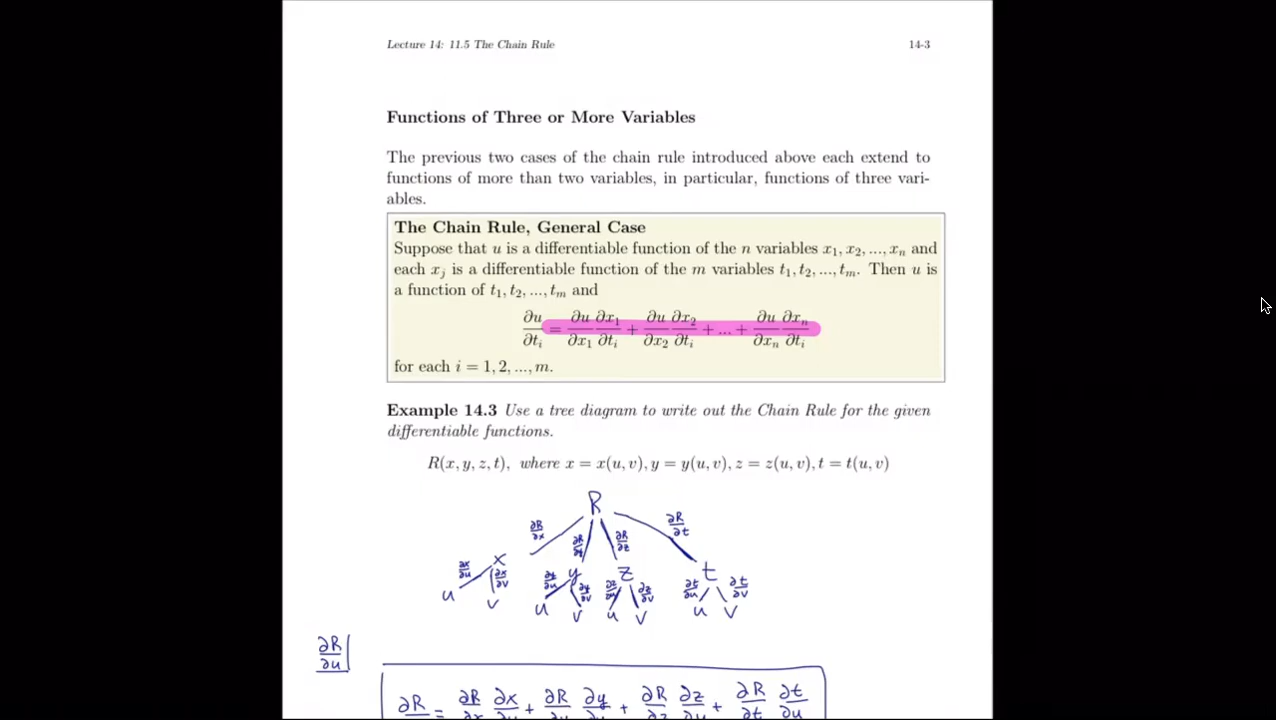 Lecture 14: 11.5 The Chain Rule 14-3
Functions of Three or More Variables
The previous two cases of the chain rule introduced above each extend to
functions of more than two variables, in particular, functions of three vari-
ables.
The Chain Rule, General Case
Suppose that u is a differentiable function of the n variables x₁, x₂, ..., xₙ and
each xⱼ is a differentiable function of the m variables t₁, t₂, ..., tₘ. Then u is
a function of t₁, t₂, ..., tₘ and
∂u/∂tᵢ = ∂u/∂x₁ ∂x₁/∂tᵢ + ∂u/∂x₂ ∂x₂/∂tᵢ + ... + ∂u/∂xₙ ∂xₙ/∂tᵢ
for each i = 1, 2, ..., m.
Example 14.3 Use a tree diagram to write out the Chain Rule for the given
differentiable functions.
R(x, y, z, t), where x = x(u, v), y = y(u, v), z = z(u, v), t = t(u, v)
R
∂R/∂x ∂R/∂z ∂R/∂t
x y z t
∂x/∂u ∂x/∂v ∂y/∂v ∂z/∂v ∂t/∂u ∂t/∂v
u v u v u v u v
∂R/∂u
∂R = ∂R/∂x ∂x/∂u + ∂R/∂y ∂y/∂u + ∂R/∂z ∂z/∂u + ∂R/∂t ∂t/∂u